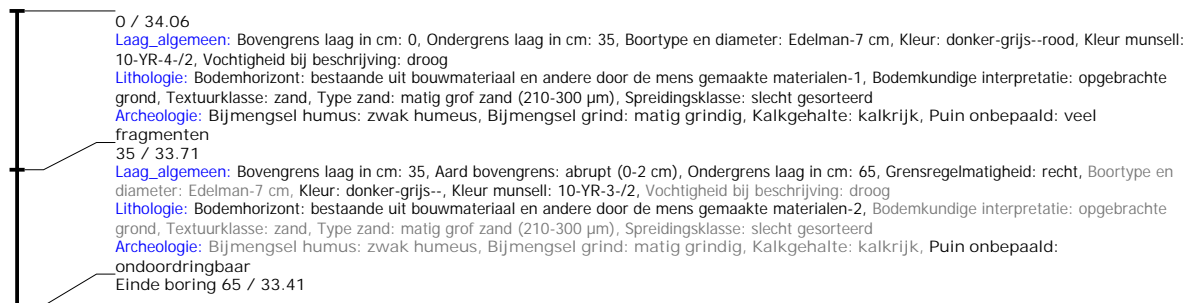 0 / 34.06
Laag_algemeen: Bovengrens laag in cm: 0, Ondergrens laag in cm: 35, Boortype en diameter: Edelman-7 cm, Kleur: donker-grijs--rood, Kleur munsell:
10-YR-4-/2, Vochtigheid bij beschrijving: droog
Lithologie: Bodemhorizont: bestaande uit bouwmateriaal en andere door de mens gemaakte materialen-1, Bodemkundige interpretatie: opgebrachte
grond, Textuurklasse: zand, Type zand: matig grof zand (210-300 µm), Spreidingsklasse: slecht gesorteerd
Archeologie: Bijmengsel humus: zwak humeus, Bijmengsel grind: matig grindig, Kalkgehalte: kalkrijk, Puin onbepaald: veel
fragmenten
35 / 33.71
Laag_algemeen: Bovengrens laag in cm: 35, Aard bovengrens: abrupt (0-2 cm), Ondergrens laag in cm: 65, Grensregelmatigheid: recht, Boortype en
diameter: Edelman-7 cm, Kleur: donker-grijs--, Kleur munsell: 10-YR-3-/2, Vochtigheid bij beschrijving: droog
Lithologie: Bodemhorizont: bestaande uit bouwmateriaal en andere door de mens gemaakte materialen-2, Bodemkundige interpretatie: opgebrachte
grond, Textuurklasse: zand, Type zand: matig grof zand (210-300 µm), Spreidingsklasse: slecht gesorteerd
Archeologie: Bijmengsel humus: zwak humeus, Bijmengsel grind: matig grindig, Kalkgehalte: kalkrijk, Puin onbepaald:
ondoordringbaar
Einde boring 65 / 33.41